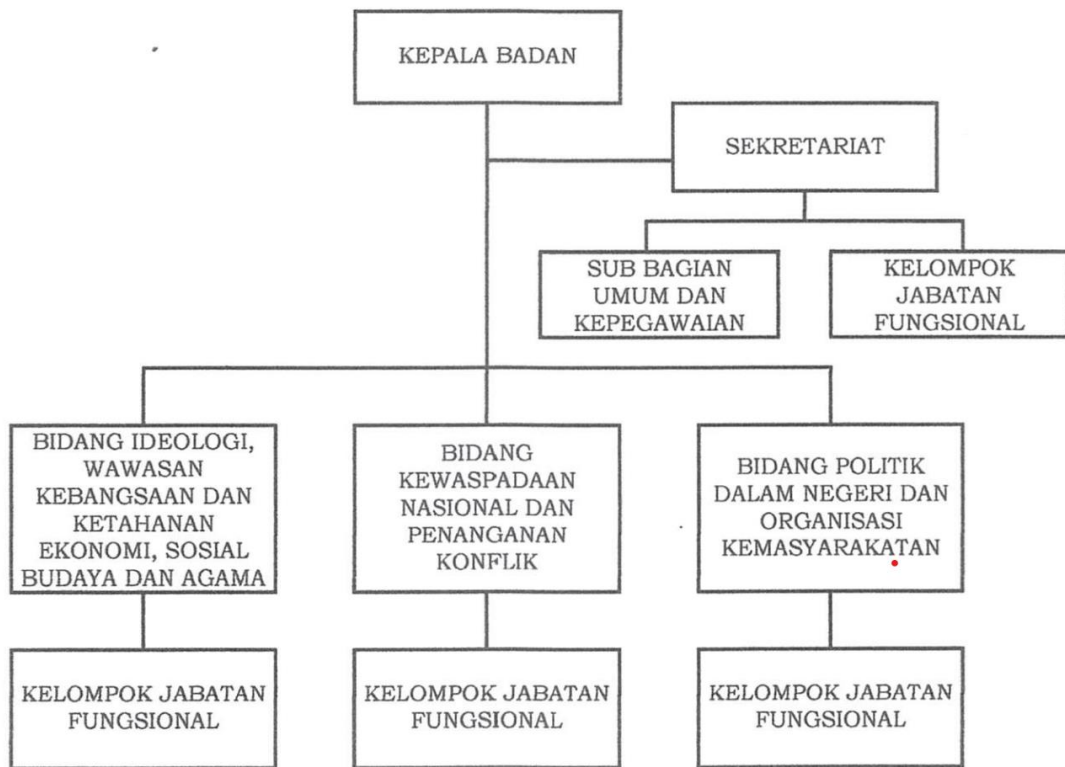 KEPALA BADAN
SEKRETARIAT
SUB BAGIAN
UMUM DAN
KEPEGAWAIAN
KELOMPOK
JABATAN
FUNGSIONAL
BIDANG IDEOLOGI,
WAWASAN
KEBANGSAAN DAN
KETAHANAN
EKONOMI, SOSIAL
BUDAYA DAN AGAMA
BIDANG
KEWASPADAAN
NASIONAL DAN
PENANGANAN
KONFLIK
BIDANG POLITIK
DALAM NEGERI DAN
ORGANISASI
KEMASYARAKATAN
KELOMPOK JABATAN
FUNGSIONAL
KELOMPOK JABATAN
FUNGSIONAL
KELOMPOK JABATAN
FUNGSIONAL